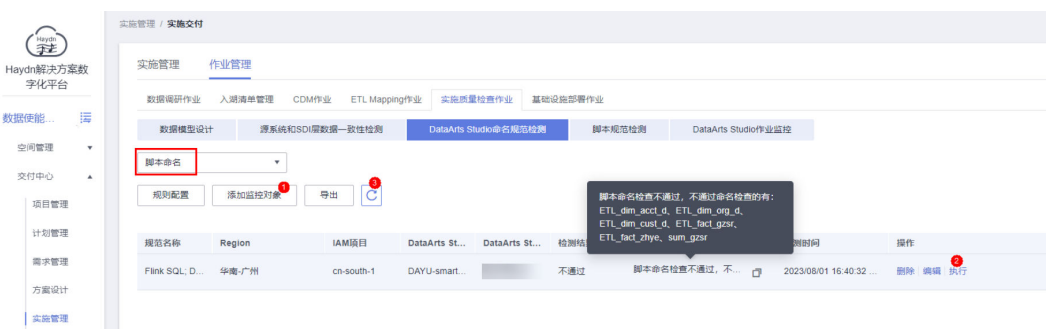 实施管理 / 实施交付
Haydn
Haydn解决方案数
字化平台
实施管理 作业管理
数据调研作业 入湖清单管理 CDM作业 ETL Mapping作业 实施质量检查作业 基础设施部署作业
数据使能...
数据模型设计 源系统和SDI层数据一致性检测 DataArts Studio命名规范检测 脚本规范检测 DataArts Studio作业监控
空间管理
脚本命名
交付中心
规则配置 添加监控对象 1 导出 3
脚本命名检查不通过，不通过命名检查的有：
ETL_dim_acct_d、ETL_dim_org_d、
ETL_dim_cust_d、ETL_fact_gzsr、
ETL_fact_zhye、sum_gzsr
项目管理
计划管理
规范名称 Region IAM项目 DataArts St... DataArts St... 检测结 测时间 操作
需求管理
Flink SQL; D... 华南-广州 cn-south-1 DAYU-smart... 不通过 脚本命名检查不通过，不... 2023/08/01 16:40:32 ... 删除 编辑 执行 2
方案设计
实施管理